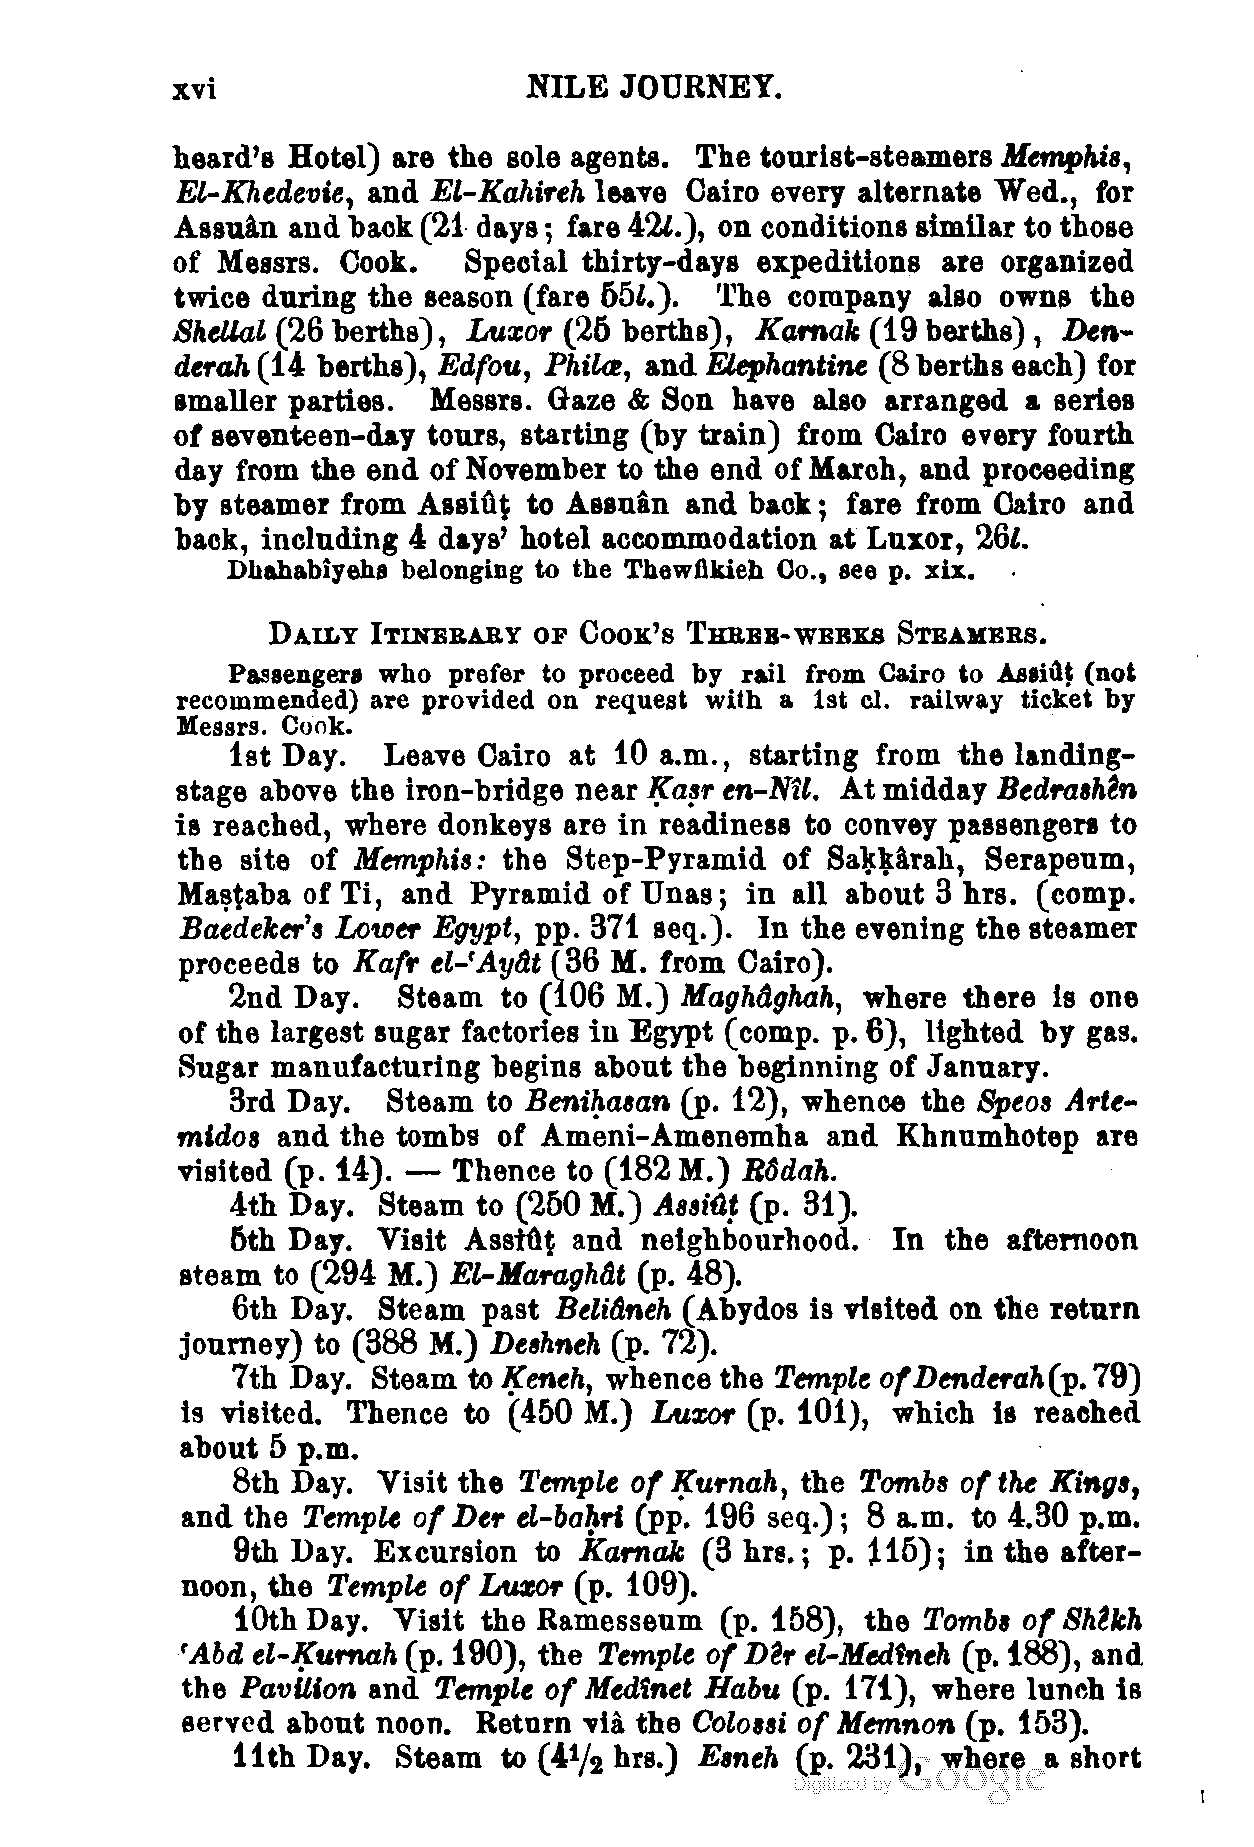 xvi NILE JOURNEY.
heard's Hotel) are the sole agents. The tourist-steamers Memphis,
El-Khedevie, and El-Kahireh leave Cairo every alternate Wed., for
Assuân and back (21 days; fare 42l.), on conditions similar to those
of Messrs. Cook. Special thirty-days expeditions are organized
twice during the season (fare 55l.). The company also owns the
Shellal (26 berths), Luxor (25 berths), Karnak (19 berths), Den-
derah (14 berths), Edfou, Philæ, and Elephantine (8 berths each) for
smaller parties. Messrs. Gaze & Son have also arranged a series
of seventeen-day tours, starting (by train) from Cairo every fourth
day from the end of November to the end of March, and proceeding
by steamer from Assiûṭ to Assuân and back; fare from Cairo and
back, including 4 days' hotel accommodation at Luxor, 26l.
Dhahabîyehs belonging to the Thewfikieh Co., see p. xix.
DAILY ITINERARY OF COOK'S THREE-WEEKS STEAMERS.
Passengers who prefer to proceed by rail from Cairo to Assiûṭ (not
recommended) are provided on request with a 1st cl. railway ticket by
Messrs. Cook.
1st Day. Leave Cairo at 10 a.m., starting from the landing-
stage above the iron-bridge near Ḳaṣr en-Nîl. At midday Bedrashên
is reached, where donkeys are in readiness to convey passengers to
the site of Memphis: the Step-Pyramid of Saḳḳârah, Serapeum,
Maṣṭaba of Ti, and Pyramid of Unas; in all about 3 hrs. (comp.
Baedeker's Lower Egypt, pp. 371 seq.). In the evening the steamer
proceeds to Kafr el-ʿAyât (36 M. from Cairo).
2nd Day. Steam to (106 M.) Maghâghah, where there is one
of the largest sugar factories in Egypt (comp. p. 6), lighted by gas.
Sugar manufacturing begins about the beginning of January.
3rd Day. Steam to Beniḥasan (p. 12), whence the Speos Arte-
midos and the tombs of Ameni-Amenemha and Khnumhotep are
visited (p. 14). — Thence to (182 M.) Rôdah.
4th Day. Steam to (250 M.) Assiûṭ (p. 31).
5th Day. Visit Assiûṭ and neighbourhood. In the afternoon
steam to (294 M.) El-Maraghât (p. 48).
6th Day. Steam past Beliâneh (Abydos is visited on the return
journey) to (388 M.) Deshneh (p. 72).
7th Day. Steam to Ḳeneh, whence the Temple of Denderah (p. 79)
is visited. Thence to (450 M.) Luxor (p. 101), which is reached
about 5 p.m.
8th Day. Visit the Temple of Ḳurnah, the Tombs of the Kings,
and the Temple of Der el-baḥri (pp. 196 seq.); 8 a.m. to 4.30 p.m.
9th Day. Excursion to Karnak (3 hrs.; p. 115); in the after-
noon, the Temple of Luxor (p. 109).
10th Day. Visit the Ramesseum (p. 158), the Tombs of Shêkh
ʿAbd el-Ḳurnah (p. 190), the Temple of Dêr el-Medîneh (p. 188), and
the Pavilion and Temple of Medînet Habu (p. 171), where lunch is
served about noon. Return viâ the Colossi of Memnon (p. 153).
11th Day. Steam to (4½ hrs.) Esneh (p. 231), where a short
Digitized by Google